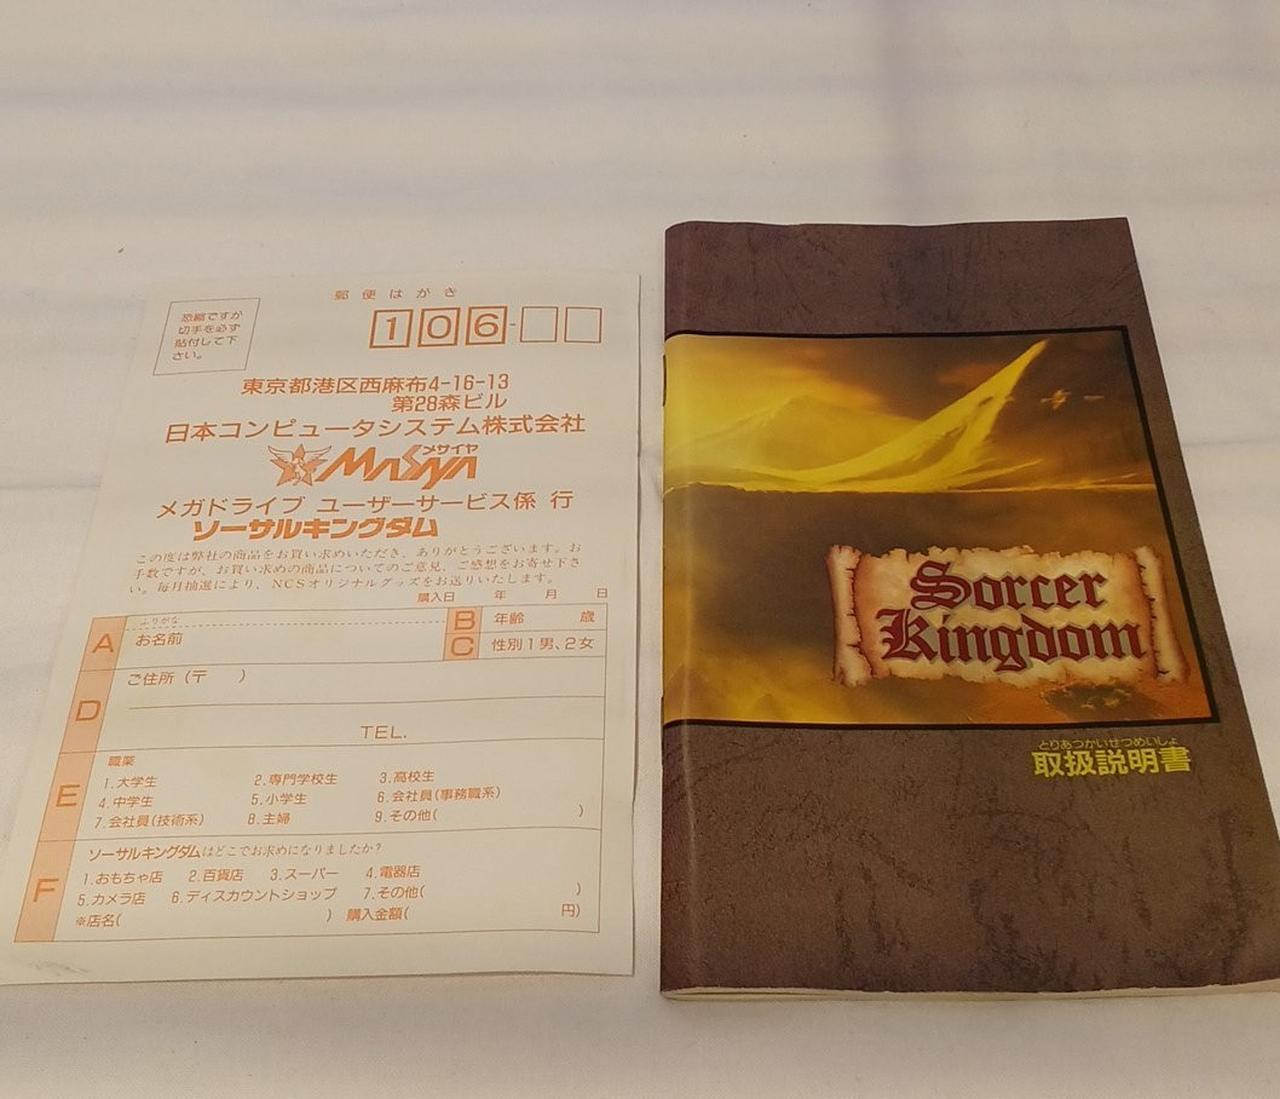 郵便はがき
恐縮ですが
切手を必ず
貼付して下
さい。
106-
東京都港区西麻布4-16-13
第28森ビル
日本コンピュータシステム株式会社
メサイヤ
MASAYA
メガドライブ ユーザーサービス係 行
ソーサルキングダム
この度は弊社の商品をお買い求めいただき、ありがとうございます。お
手数ですが、お買い求めの商品についてのご意見、ご感想をお寄せ下さ
い。毎月抽選により、NCSオリジナルグッズをお送りいたします。
購入日 年 月 日
A ふりがな
お名前
B 年齢 歳
C 性別1男、2女
D ご住所(〒 )
TEL.
E 職業
1.大学生 2.専門学校生 3.高校生
4.中学生 5.小学生 6.会社員(事務職系)
7.会社員(技術系) 8.主婦 9.その他( )
F ソーサルキングダムはどこでお求めになりましたか?
1.おもちゃ店 2.百貨店 3.スーパー 4.電器店
5.カメラ店 6.ディスカウントショップ 7.その他( )
※店名( ) 購入金額( 円)
Sorcer
Kingdom
とりあつかいせつめいしょ
取扱説明書